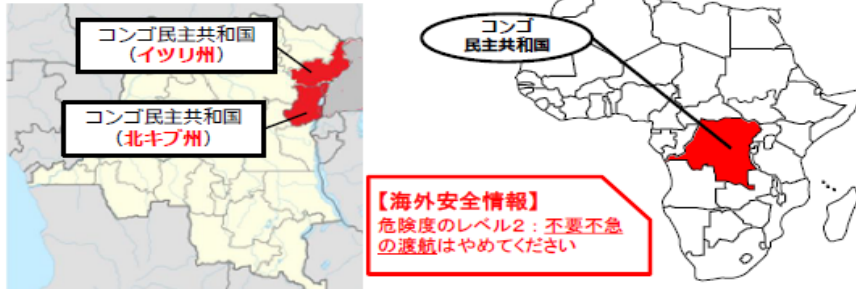 コンゴ民主共和国
（イツリ州）
コンゴ民主共和国
（北キブ州）
コンゴ
民主共和国
【海外安全情報】
危険度のレベル２：不要不急
の渡航はやめてください